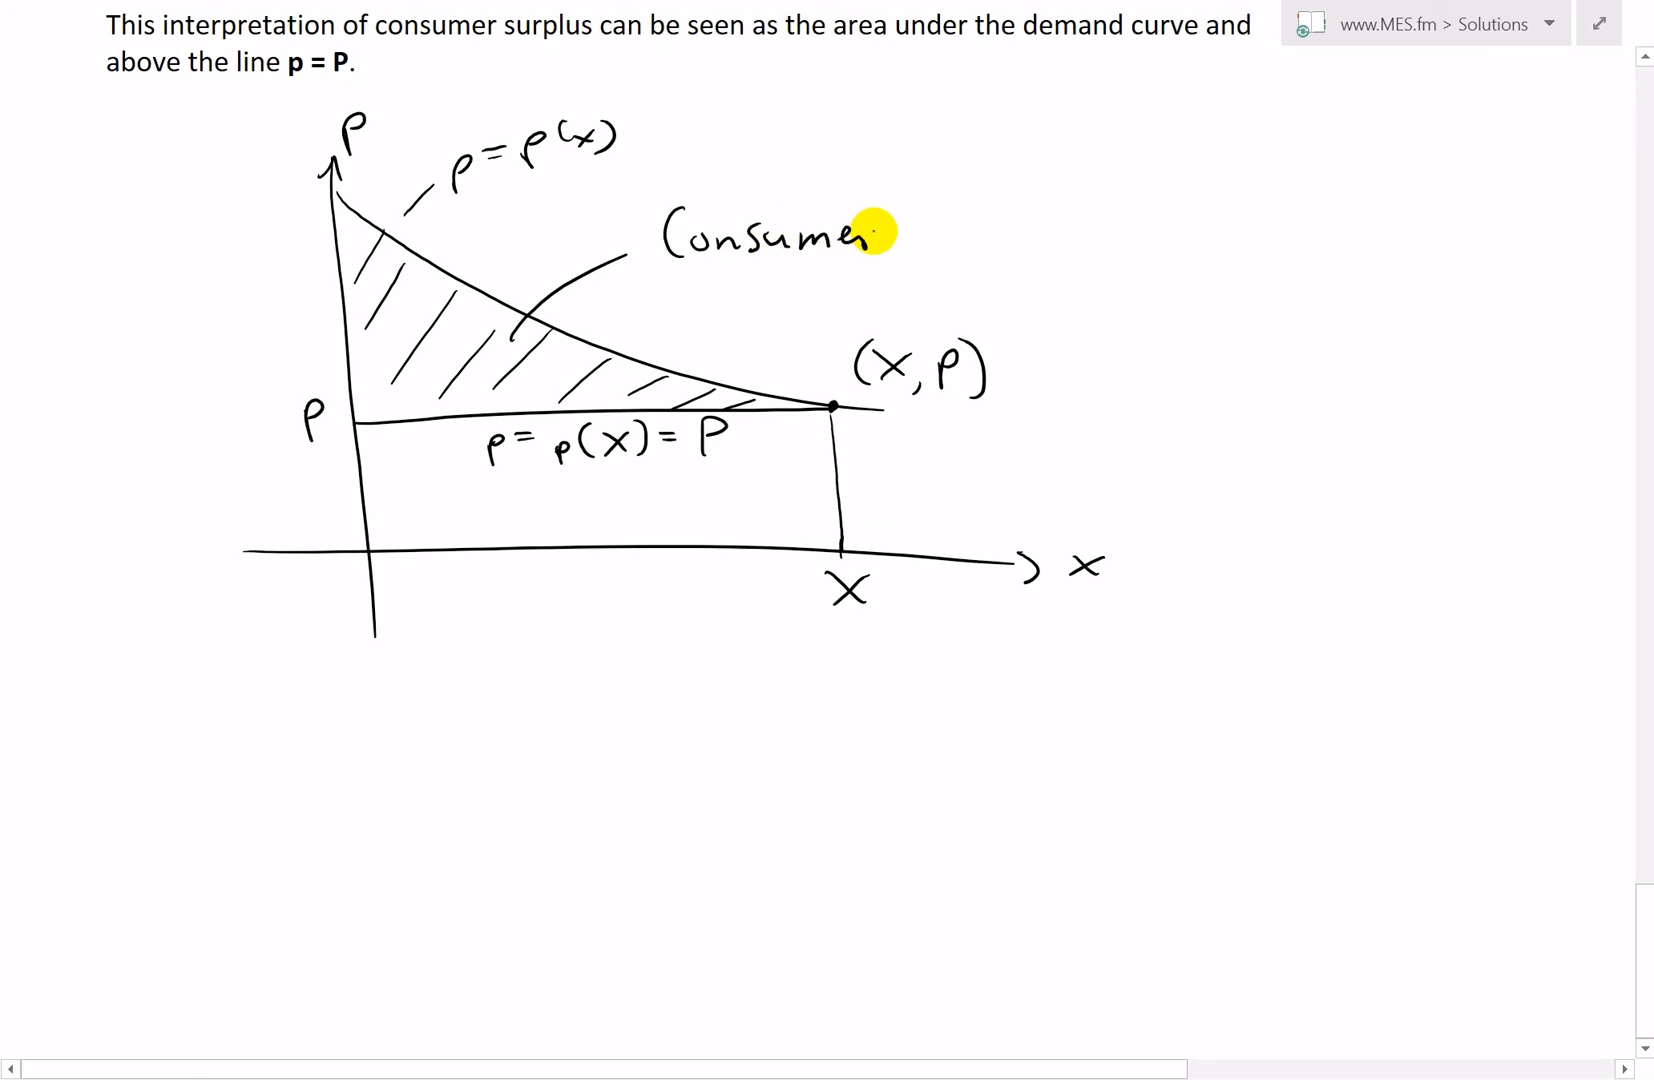 This interpretation of consumer surplus can be seen as the area under the demand curve and
above the line p = P.
www.MES.fm > Solutions
P
p = p(x)
Consumer
(X, P)
P
p = p(X) = P
x
X